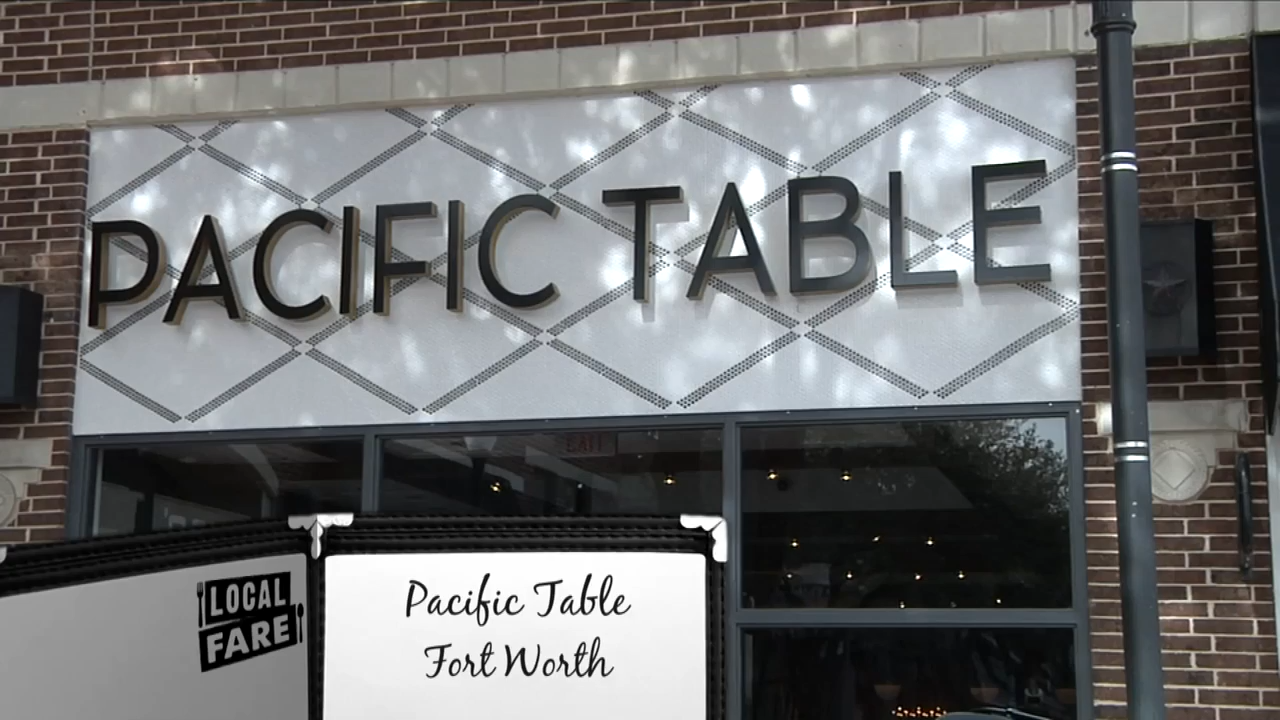 PACIFIC TABLE
EXIT
LOCAL
FARE
Pacific Table
Fort Worth